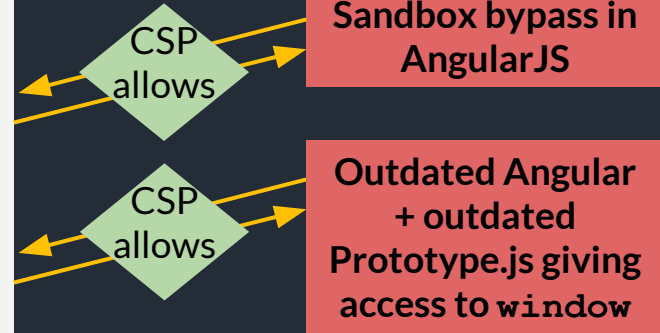 CSP
allows
Sandbox bypass in
AngularJS
CSP
allows
Outdated Angular
+ outdated
Prototype.js giving
access to window